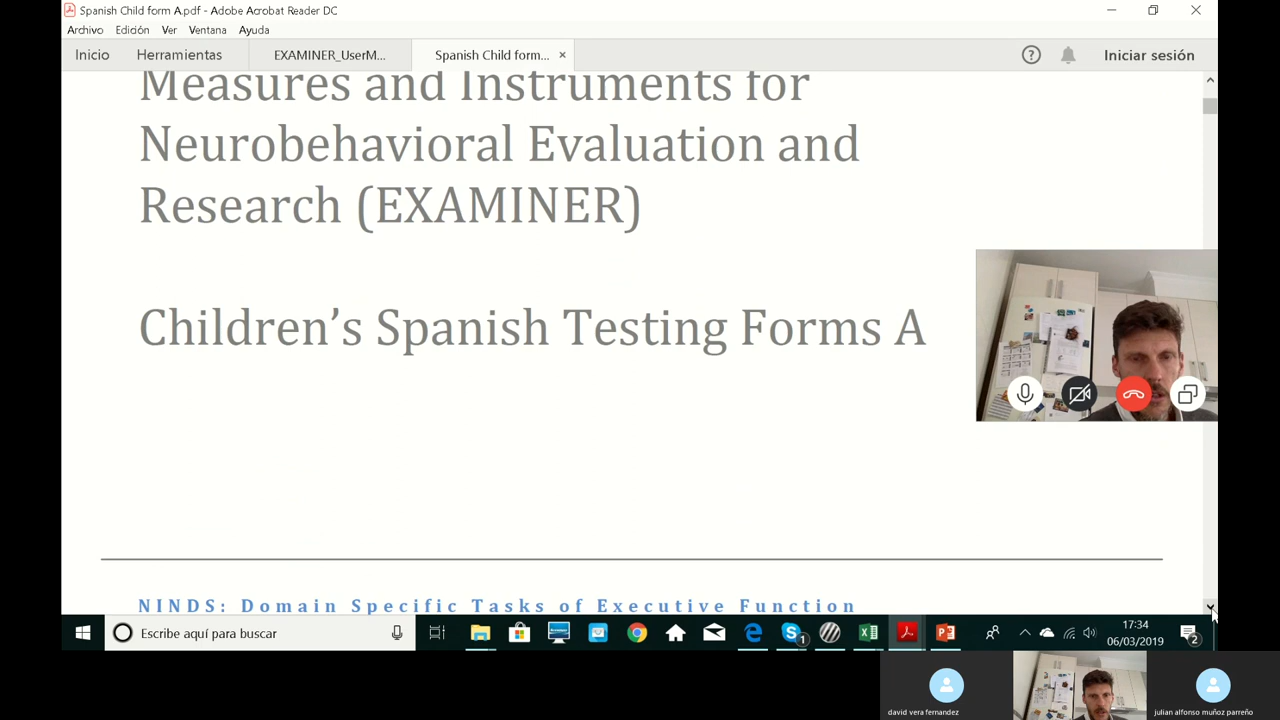 Spanish Child form A.pdf - Adobe Acrobat Reader DC
Archivo Edición Ver Ventana Ayuda
Inicio Herramientas EXAMINER_UserM... Spanish Child form... × ? Iniciar sesión
Measures and Instruments for
Neurobehavioral Evaluation and
Research (EXAMINER)
Children's Spanish Testing Forms A
NINDS: Domain Specific Tasks of Executive Function
Escribe aquí para buscar
1
17:34
06/03/2019
2
david vera fernandez
julian alfonso muñoz parreño